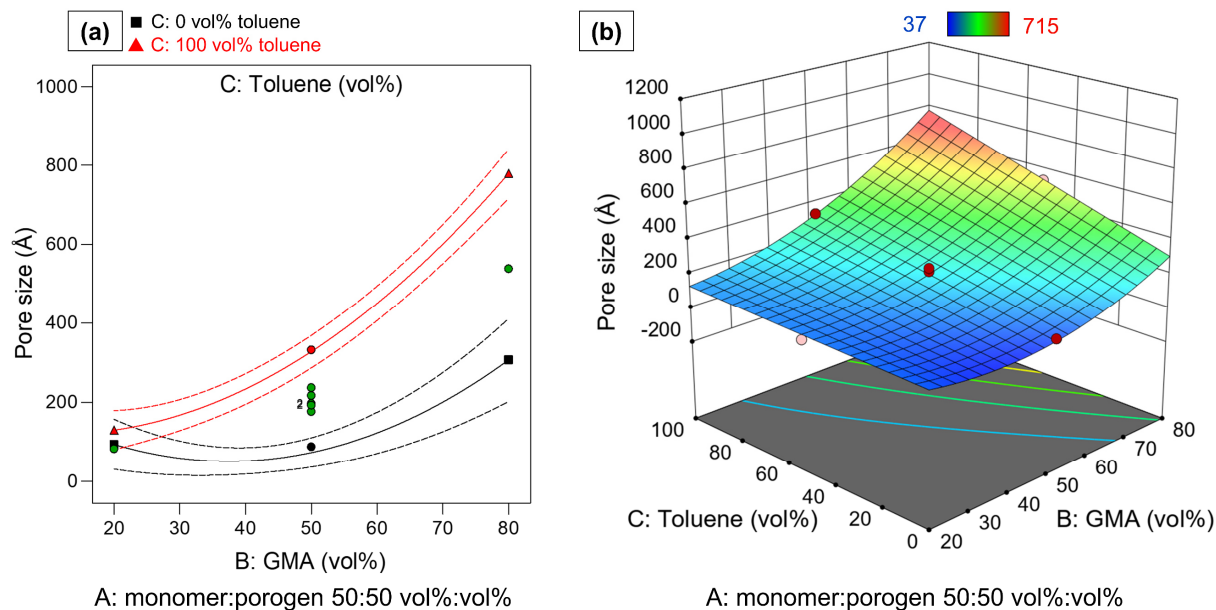 (a)
C: 0 vol% toluene
C: 100 vol% toluene
C: Toluene (vol%)
1000
800
600
400
200
0
Pore size (Å)
2
20 30 40 50 60 70 80
B: GMA (vol%)
A: monomer:porogen 50:50 vol%:vol%
(b)
37 715
1200
1000
800
600
400
200
0
-200
Pore size (Å)
100 80 60 40 20 0
C: Toluene (vol%)
20 30 40 50 60 70 80
B: GMA (vol%)
A: monomer:porogen 50:50 vol%:vol%